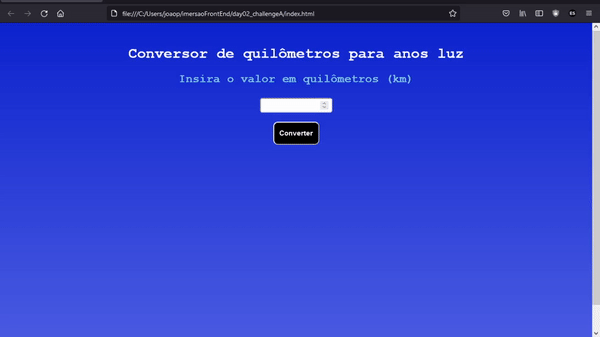 file:///C:/Users/joaop/imersaoFrontEnd/day02_challengeA/index.html
ES
Conversor de quilômetros para anos luz
Insira o valor em quilômetros (km)
Converter